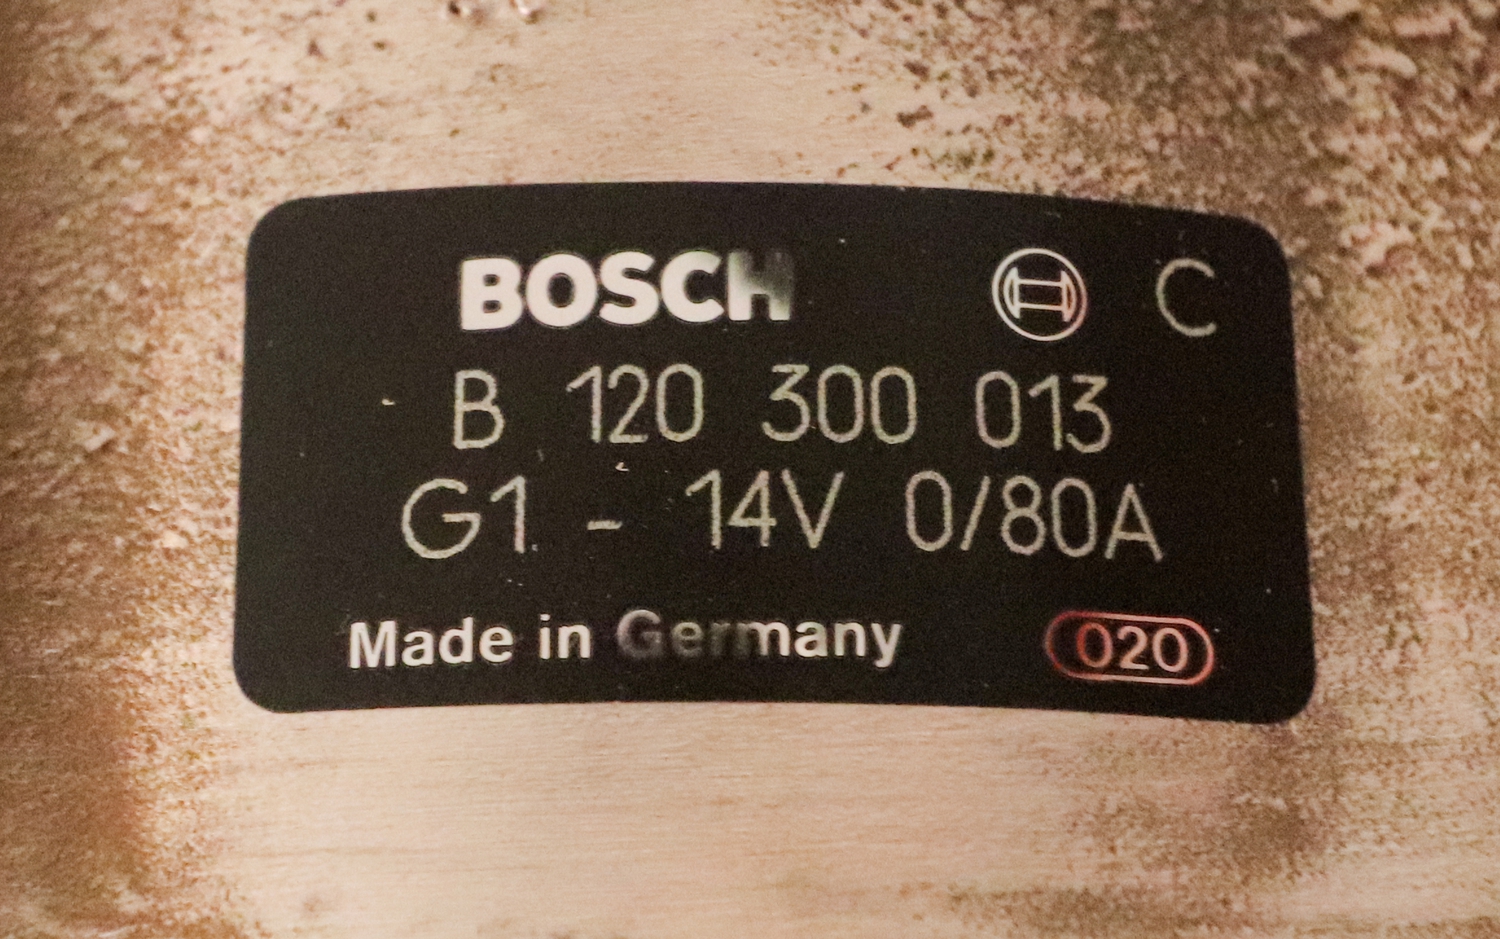 BOSCH C
B 120 300 013
G1 - 14V 0/80A
Made in Germany 020